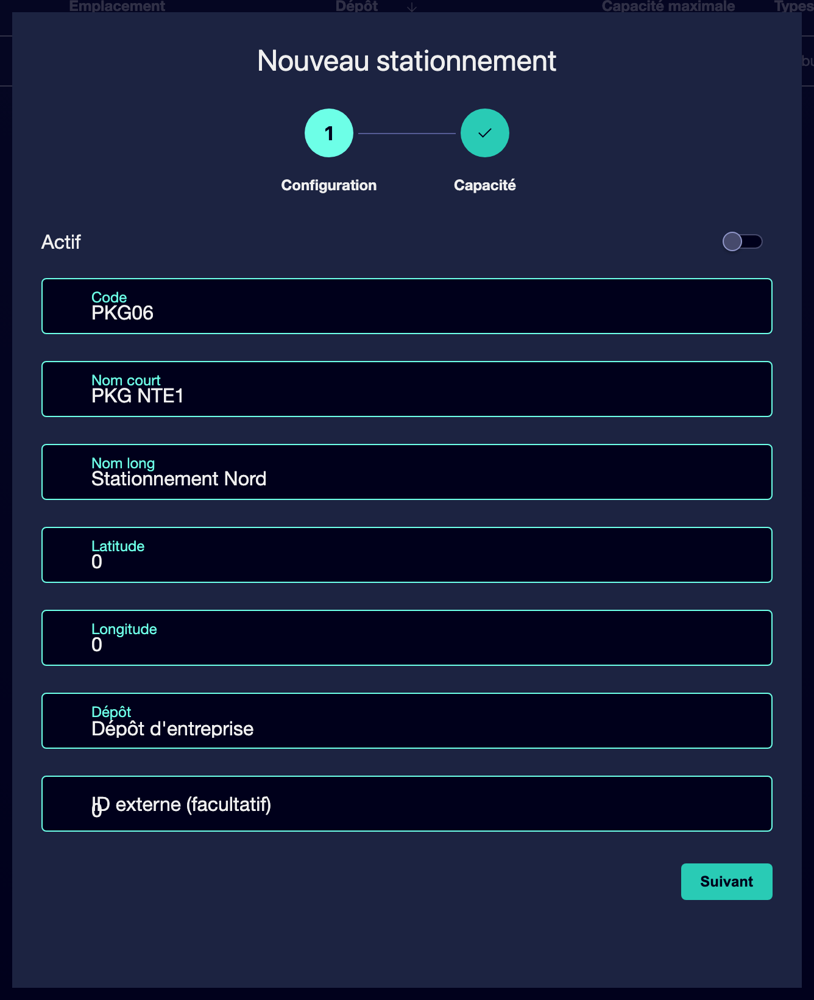 Emplacement Dépôt Capacité maximale Types
bu
Nouveau stationnement
1
Configuration Capacité
Actif
Code
PKG06
Nom court
PKG NTE1
Nom long
Stationnement Nord
Latitude
0
Longitude
0
Dépôt
Dépôt d'entreprise
ID externe (facultatif)
0
Suivant